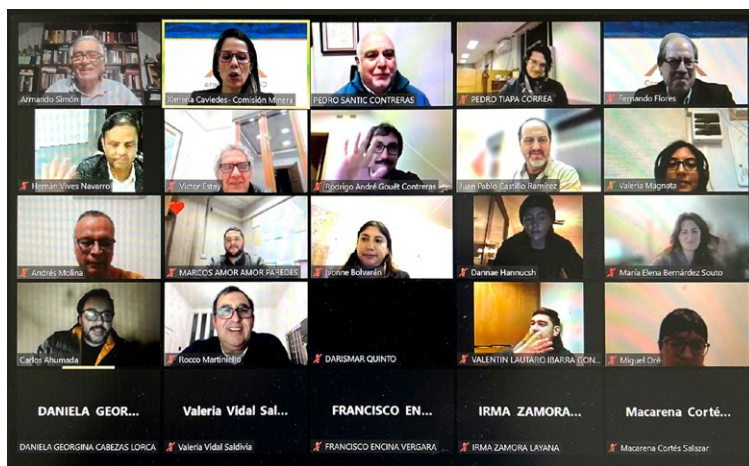 Armando Simón
Ximena Caviedes- Comisión Minera
PEDRO SANTIC CONTRERAS
PEDRO TIAPA CORREA
Fernando Flores
Hernán Vives Navarro
Victor Estay
Rodrigo André Gouët Contreras
Juan Pablo Castillo Ramírez
Valeria Magnata
Andrés Molina
MARCOS AMOR AMOR PAREDES
Ivonne Bolvarán
Dannae Hannucsh
María Elena Bernárdez Souto
Carlos Ahumada
Rocco Martiniello
DARISMAR QUINTO
VALENTIN LAUTARO IBARRA GON...
Miguel Oré
DANIELA GEOR...
Valeria Vidal Sal...
FRANCISCO EN...
IRMA ZAMORA...
Macarena Corté...
DANIELA GEORGINA CABEZAS LORCA
Valeria Vidal Saldivia
FRANCISCO ENCINA VERGARA
IRMA ZAMORA LAYANA
Macarena Cortés Salazar